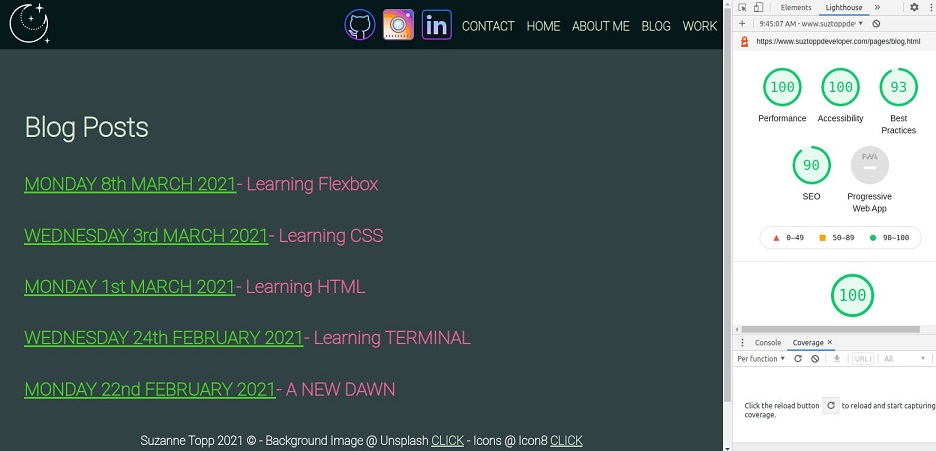 CONTACT HOME ABOUT ME BLOG WORK
Blog Posts
MONDAY 8th MARCH 2021- Learning Flexbox
WEDNESDAY 3rd MARCH 2021- Learning CSS
MONDAY 1st MARCH 2021- Learning HTML
WEDNESDAY 24th FEBRUARY 2021- Learning TERMINAL
MONDAY 22nd FEBRUARY 2021- A NEW DAWN
Suzanne Topp 2021 © - Background Image @ Unsplash CLICK - Icons @ Icon8 CLICK
Elements Lighthouse »
+ 9:45:07 AM - www.suztoppde
https://www.suztoppdeveloper.com/pages/blog.html
100 100 93
Performance Accessibility Best
Practices
90 PWA
SEO Progressive
Web App
0–49 50–89 90–100
100
Console Coverage ×
Per function URL All
Click the reload button to reload and start capturing
coverage.